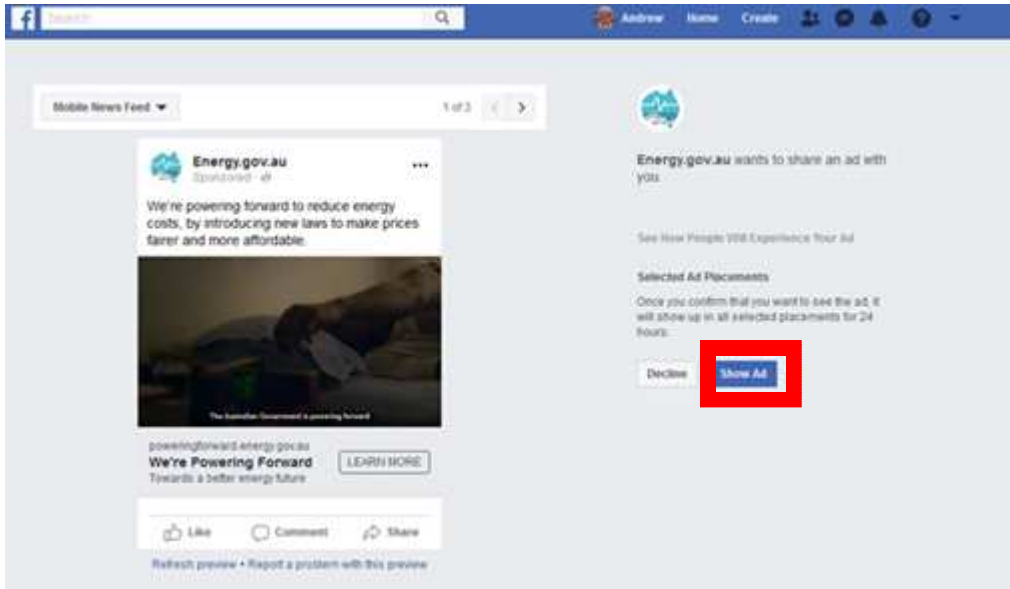 Search
Andrew Home Create
Mobile News Feed
1 of 3
Energy.gov.au
Sponsored
We're powering forward to reduce energy
costs, by introducing new laws to make prices
fairer and more affordable.
The Australian Government is powering forward
poweringforward.energy.gov.au
We're Powering Forward
LEARN MORE
Towards a better energy future
Like Comment Share
Refresh preview • Report a problem with this preview
Energy.gov.au wants to share an ad with
you
See How People Will Experience Your Ad
Selected Ad Placements
Once you confirm that you want to see the ad, it
will show up in all selected placements for 24
hours.
Decline Show Ad